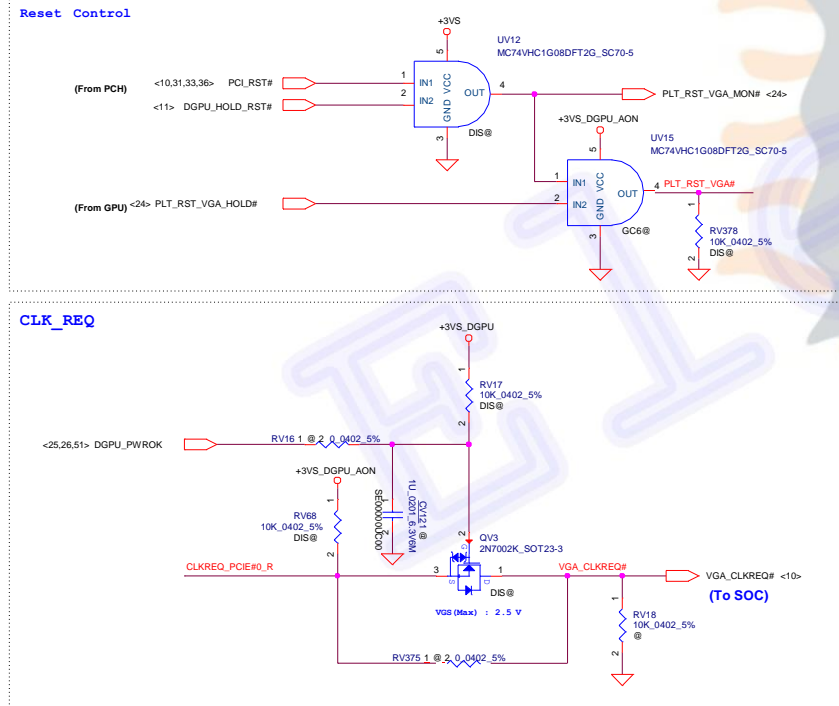 Reset Control
+3VS
UV12
MC74VHC1G08DFT2G_SC70-5
5
(From PCH)
<10,31,33,36> PCI_RST#
1
IN1
VCC
OUT
4
<11> DGPU_HOLD_RST#
2
IN2
GND
PLT_RST_VGA_MON# <24>
3
DIS@
+3VS_DGPU_AON
UV15
MC74VHC1G08DFT2G_SC70-5
5
1
IN1
VCC
OUT
4
PLT_RST_VGA#
(From GPU)
<24> PLT_RST_VGA_HOLD#
2
IN2
GND
3
GC6@
1
RV378
10K_0402_5%
DIS@
2
CLK_REQ
+3VS_DGPU
1
RV17
10K_0402_5%
DIS@
2
<25,26,51> DGPU_PWROK
RV16 1 @ 2 0_0402_5%
+3VS_DGPU_AON
1
RV68
10K_0402_5%
DIS@
2
1
CV121 @
1U_0201_6.3V6M
SE00000UC00
2
2
G
QV3
2N7002K_SOT23-3
CLKREQ_PCIE#0_R
3
S
D
1
DIS@
VGA_CLKREQ#
VGA_CLKREQ# <10>
(To SOC)
VGS(Max) : 2.5 V
1
RV18
10K_0402_5%
@
2
RV375 1 @ 2 0_0402_5%